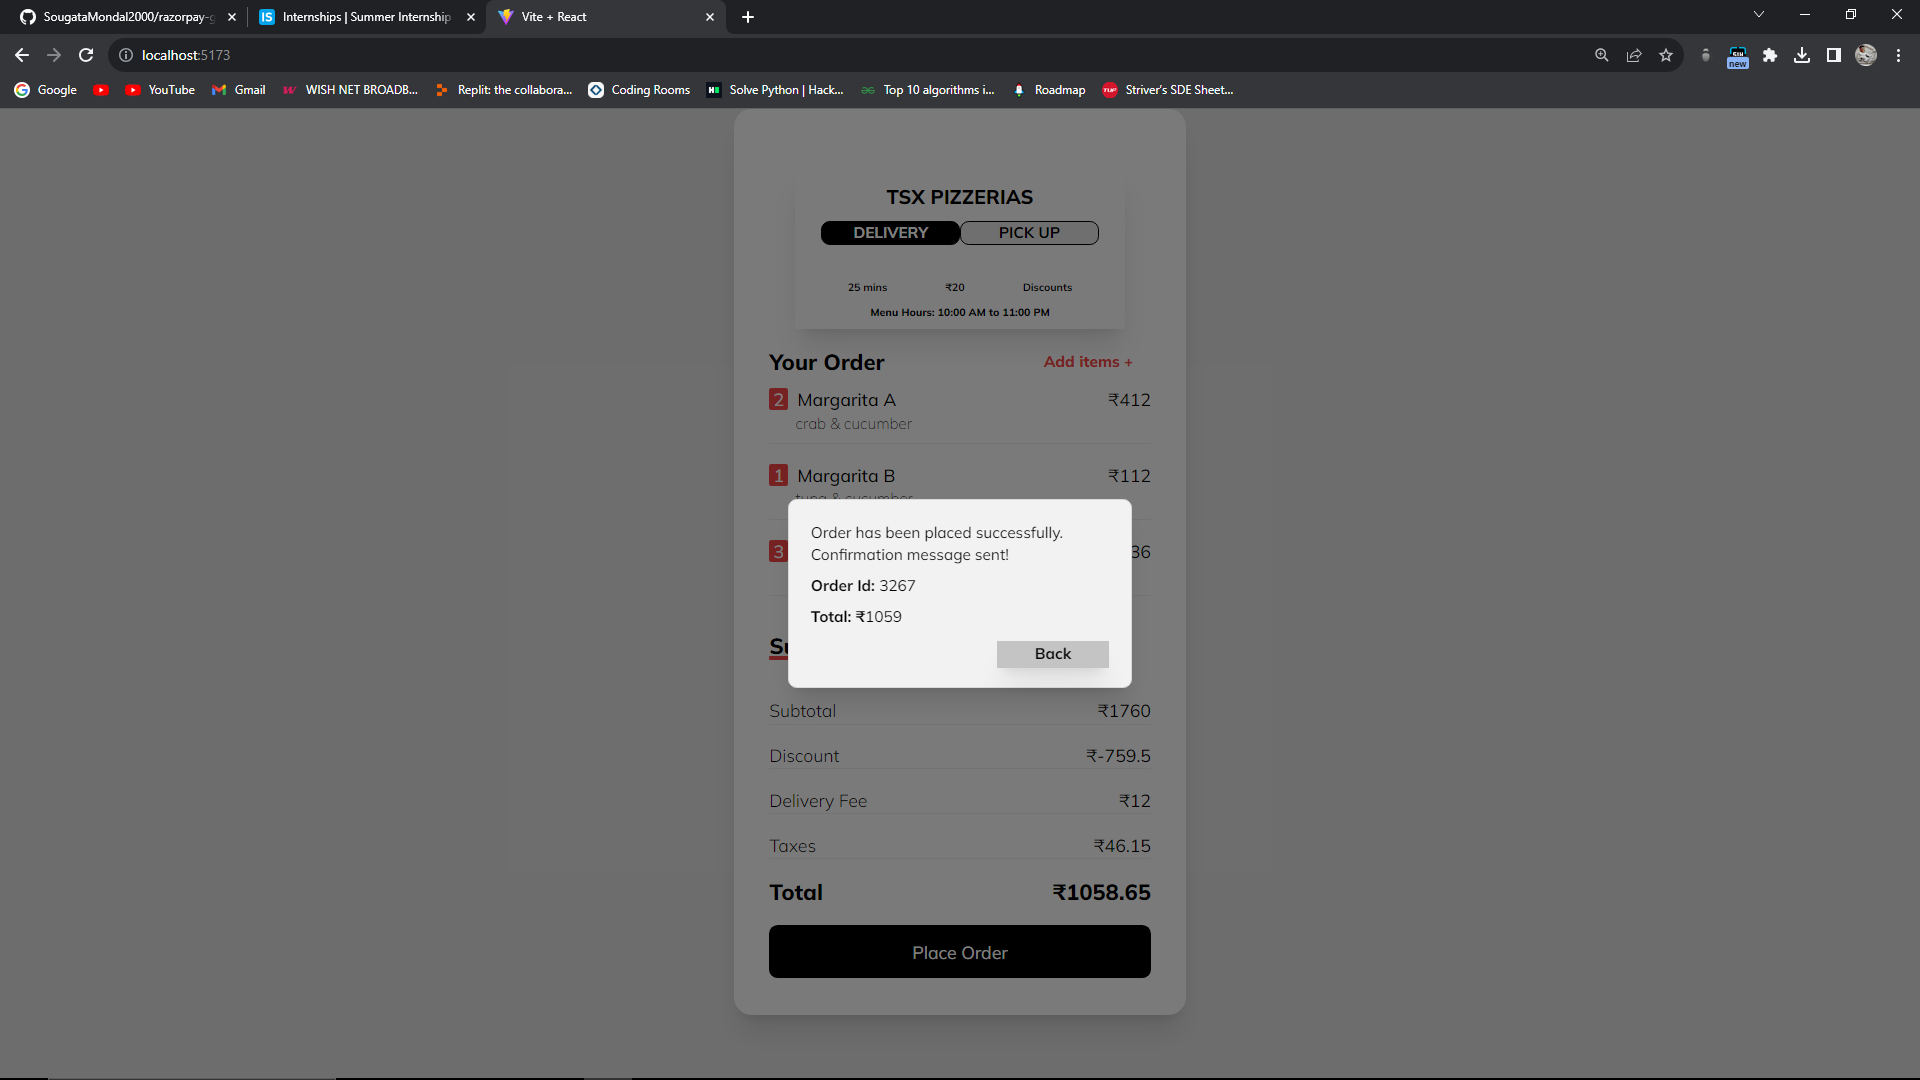 SougataMondal2000/razorpay-g
Internships | Summer Internship
Vite + React
localhost:5173
new
Google
YouTube
Gmail
WISH NET BROADB...
Replit: the collabora...
Coding Rooms
Solve Python | Hack...
Top 10 algorithms i...
Roadmap
Striver's SDE Sheet...
TSX PIZZERIAS
DELIVERY
PICK UP
25 mins
₹20
Discounts
Menu Hours: 10:00 AM to 11:00 PM
Your Order
Add items +
2 Margarita A ₹412
crab & cucumber
1 Margarita B ₹112
tuna & cucumber
3
36
Order has been placed successfully.
Confirmation message sent!
Order Id: 3267
Total: ₹1059
Back
Subtotal ₹1760
Discount ₹-759.5
Delivery Fee ₹12
Taxes ₹46.15
Total ₹1058.65
Place Order